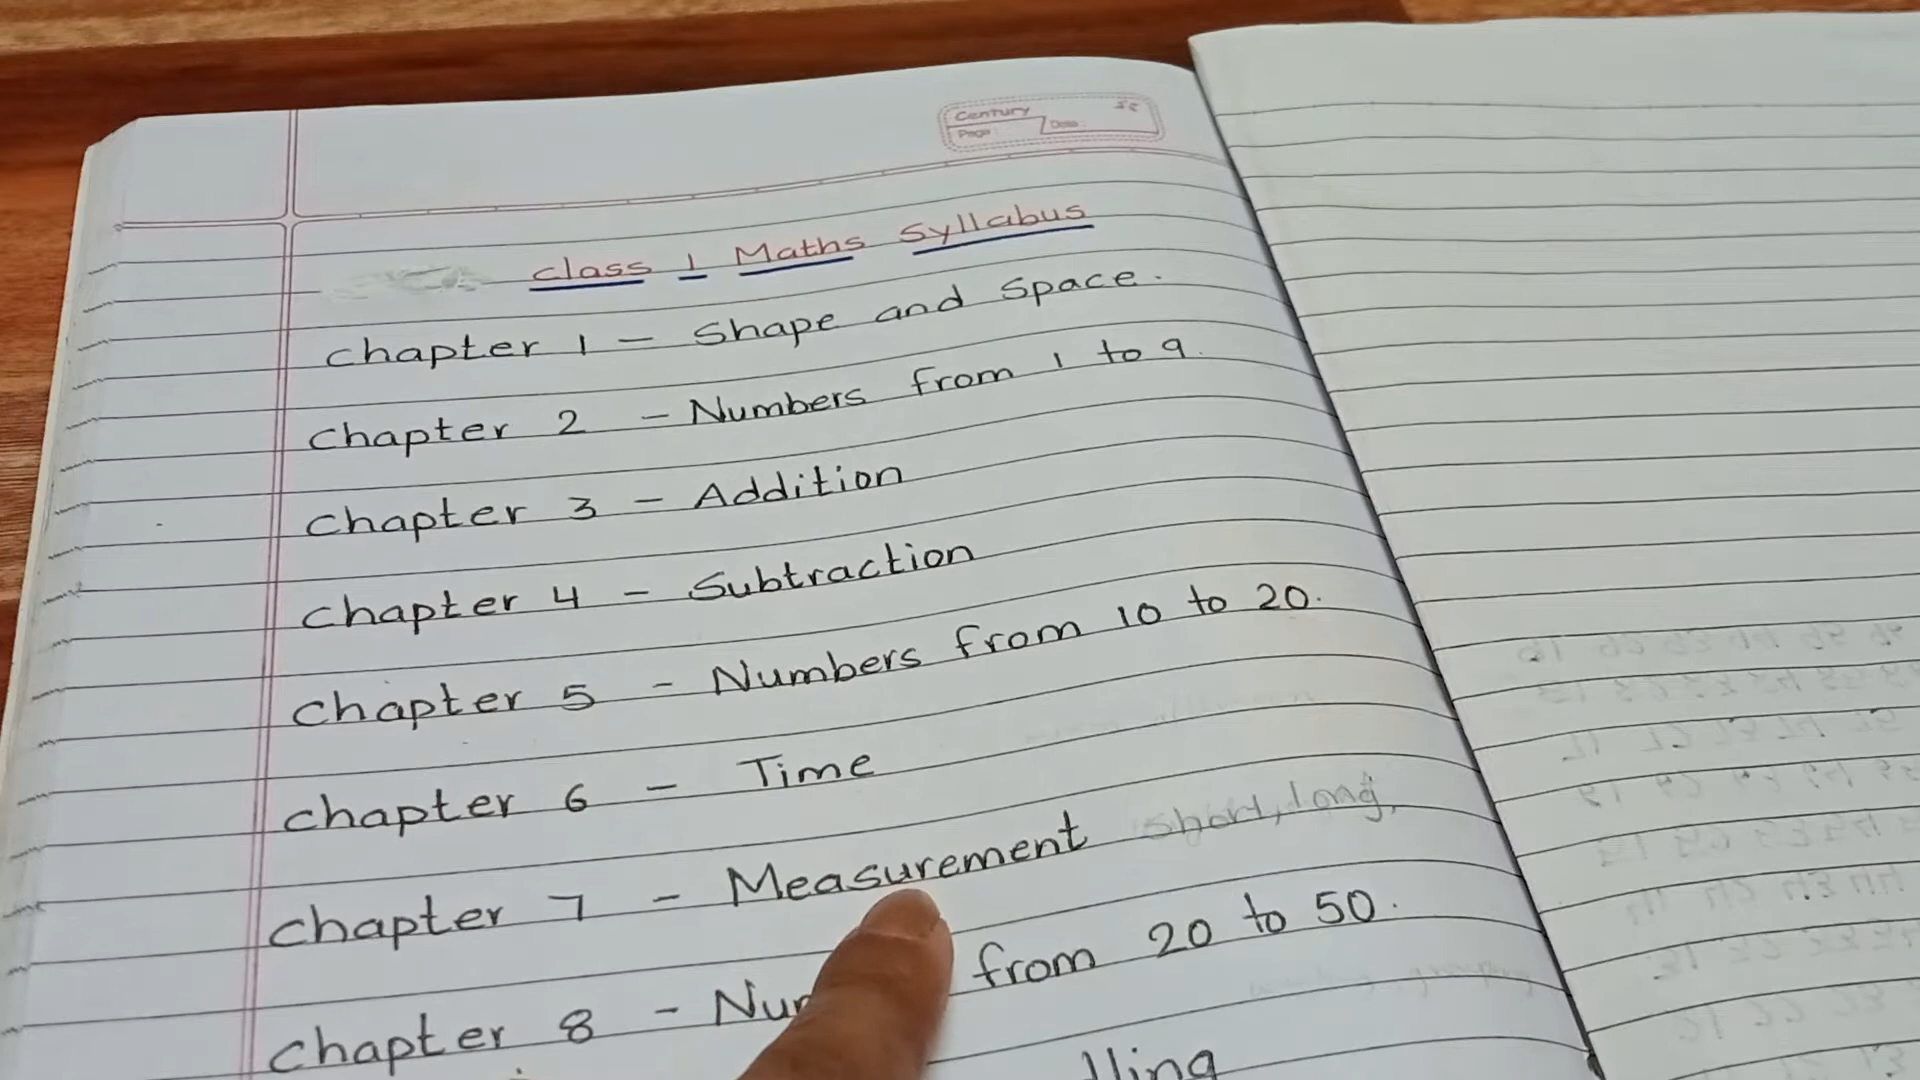 Century
Page: Date:
class 1 Maths Syllabus
chapter 1 - Shape and Space.
chapter 2 - Numbers from 1 to 9.
chapter 3 - Addition
chapter 4 - Subtraction
chapter 5 - Numbers from 10 to 20.
chapter 6 - Time
chapter 7 - Measurement short, long,
chapter 8 - from 20 to 50.